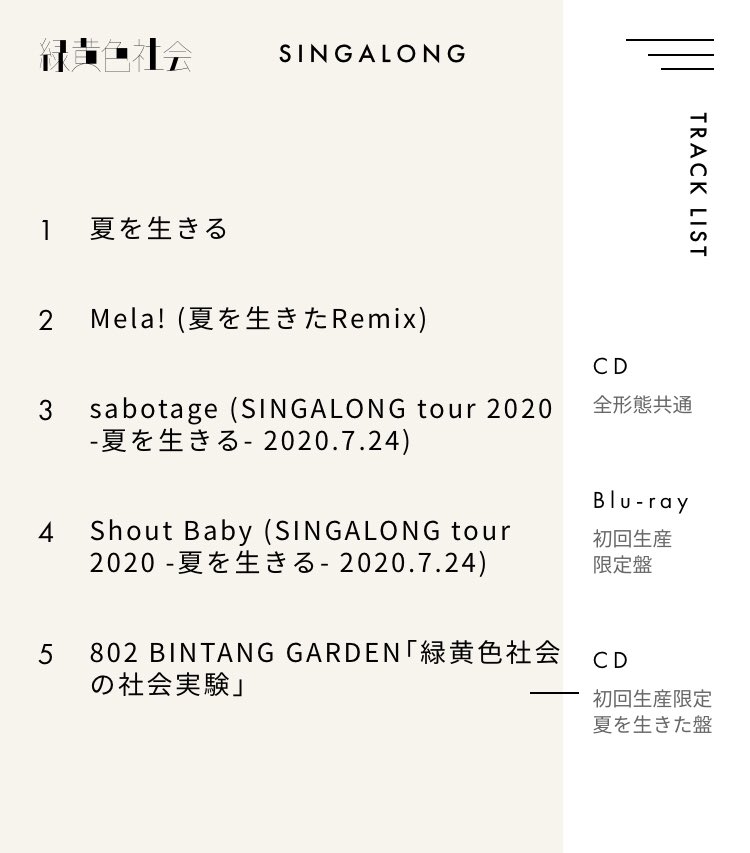 緑黄色社会
SINGALONG
TRACK LIST
1 夏を生きる
2 Mela! (夏を生きたRemix)
3 sabotage (SINGALONG tour 2020
-夏を生きる- 2020.7.24)
4 Shout Baby (SINGALONG tour
2020 -夏を生きる- 2020.7.24)
5 802 BINTANG GARDEN｢緑黄色社会
の社会実験｣
CD
全形態共通
Blu-ray
初回生産
限定盤
CD
初回生産限定
夏を生きた盤